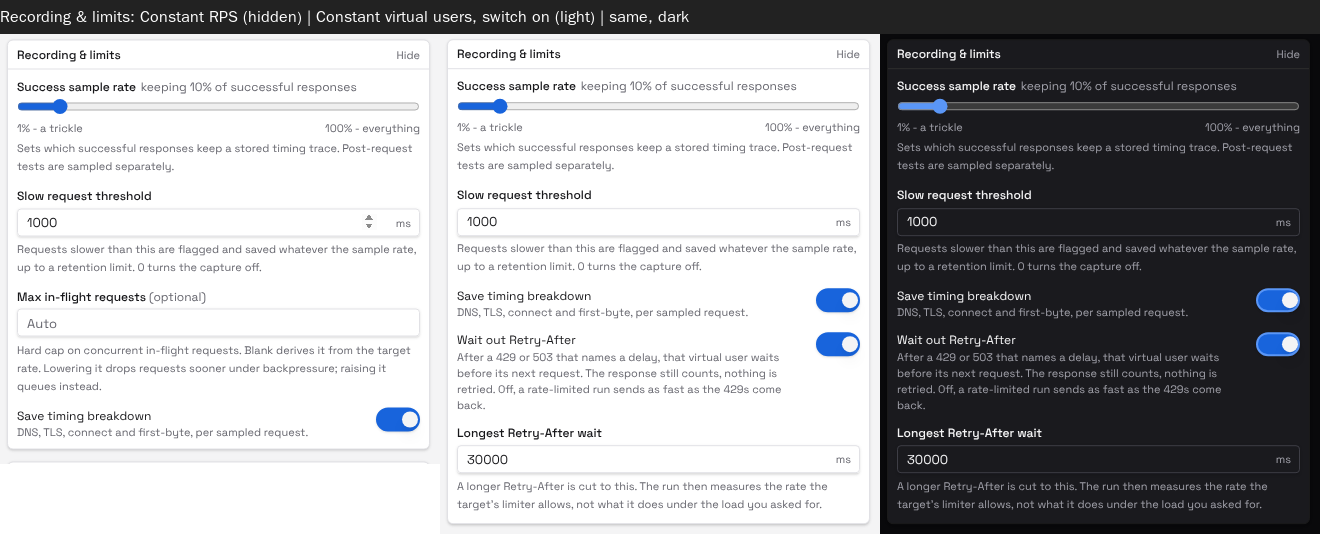 Recording & limits: Constant RPS (hidden) | Constant virtual users, switch on (light) | same, dark
Recording & limits
Hide
Success sample rate keeping 10% of successful responses
1% - a trickle
100% - everything
Sets which successful responses keep a stored timing trace. Post-request
tests are sampled separately.
Slow request threshold
1000
ms
Requests slower than this are flagged and saved whatever the sample rate,
up to a retention limit. 0 turns the capture off.
Max in-flight requests (optional)
Auto
Hard cap on concurrent in-flight requests. Blank derives it from the target
rate. Lowering it drops requests sooner under backpressure; raising it
queues instead.
Save timing breakdown
DNS, TLS, connect and first-byte, per sampled request.
Recording & limits
Hide
Success sample rate keeping 10% of successful responses
1% - a trickle
100% - everything
Sets which successful responses keep a stored timing trace. Post-request
tests are sampled separately.
Slow request threshold
1000
ms
Requests slower than this are flagged and saved whatever the sample rate,
up to a retention limit. 0 turns the capture off.
Save timing breakdown
DNS, TLS, connect and first-byte, per sampled request.
Wait out Retry-After
After a 429 or 503 that names a delay, that virtual user waits
before its next request. The response still counts, nothing is
retried. Off, a rate-limited run sends as fast as the 429s come
back.
Longest Retry-After wait
30000
ms
A longer Retry-After is cut to this. The run then measures the rate the
target's limiter allows, not what it does under the load you asked for.
Recording & limits
Hide
Success sample rate keeping 10% of successful responses
1% - a trickle
100% - everything
Sets which successful responses keep a stored timing trace. Post-request
tests are sampled separately.
Slow request threshold
1000
ms
Requests slower than this are flagged and saved whatever the sample rate,
up to a retention limit. 0 turns the capture off.
Save timing breakdown
DNS, TLS, connect and first-byte, per sampled request.
Wait out Retry-After
After a 429 or 503 that names a delay, that virtual user waits
before its next request. The response still counts, nothing is
retried. Off, a rate-limited run sends as fast as the 429s come
back.
Longest Retry-After wait
30000
ms
A longer Retry-After is cut to this. The run then measures the rate the
target's limiter allows, not what it does under the load you asked for.